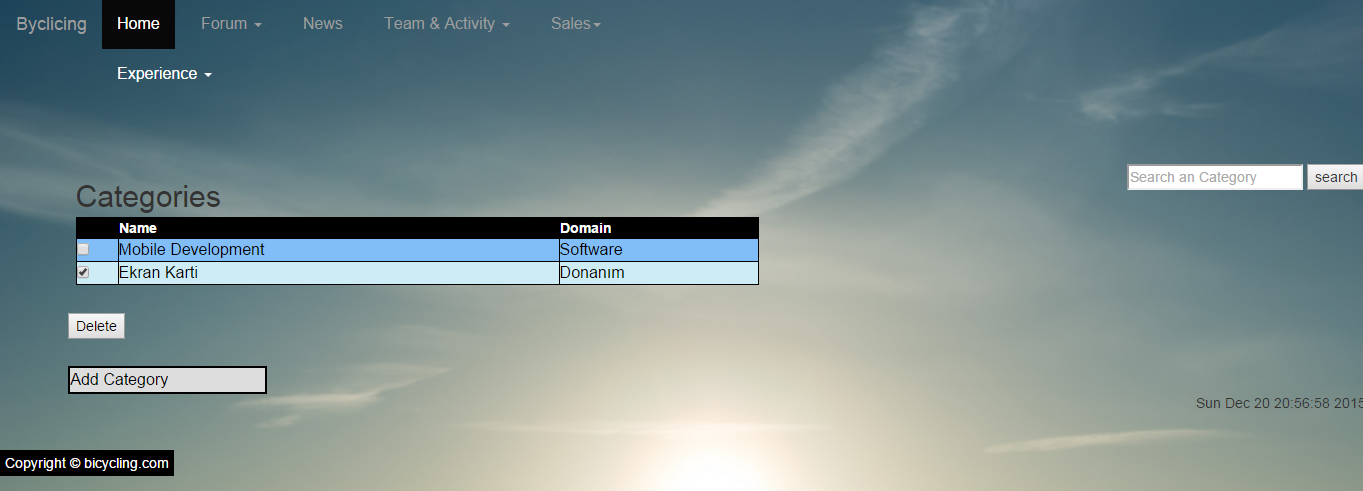 Byclicing Home Forum News Team & Activity Sales
Experience
Search an Category search
Categories
Name Domain
Mobile Development Software
Ekran Karti Donanım
Delete
Add Category
Sun Dec 20 20:56:58 2015
Copyright © bicycling.com